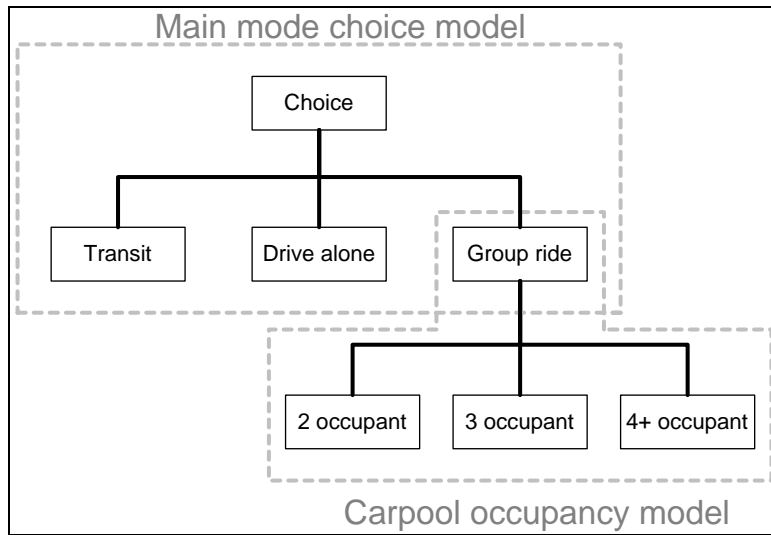 Main mode choice model
Choice
Transit
Drive alone
Group ride
2 occupant
3 occupant
4+ occupant
Carpool occupancy model